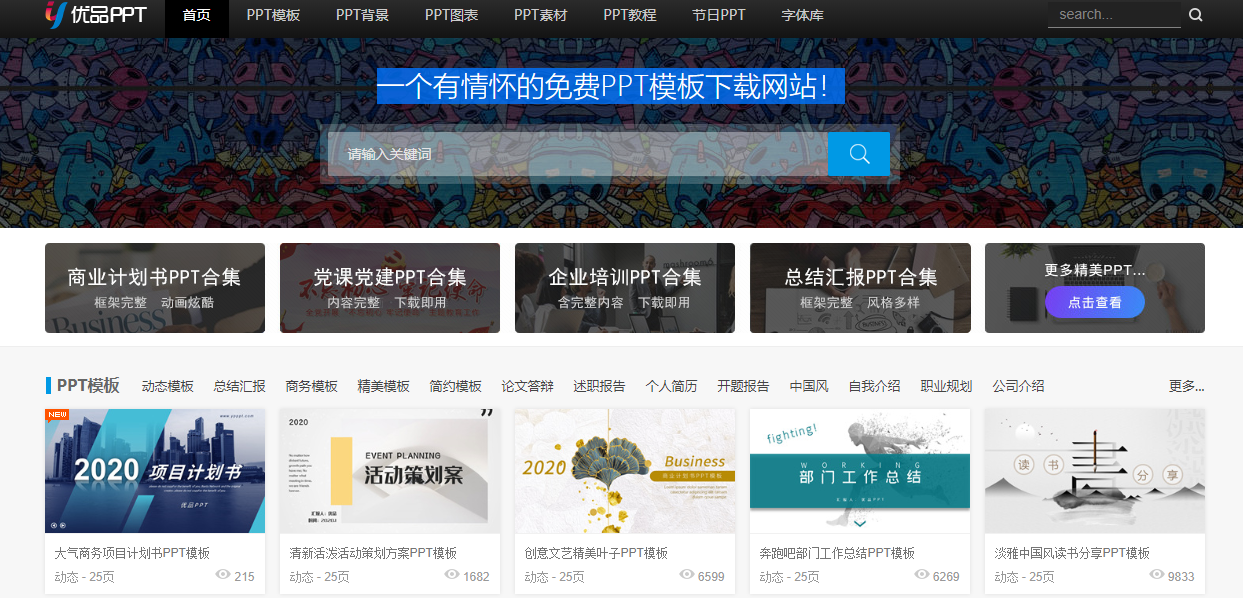 优品PPT
首页 PPT模板 PPT背景 PPT图表 PPT素材 PPT教程 节日PPT 字体库 search...
一个有情怀的免费PPT模板下载网站！
请输入关键词
商业计划书PPT合集
框架完整 动画炫酷
Business
党课党建PPT合集
内容完整 下载即用
企业培训PPT合集
含完整内容 下载即用
总结汇报PPT合集
框架完整 风格多样
更多精美PPT...
点击查看
PPT模板 动态模板 总结汇报 商务模板 精美模板 简约模板 论文答辩 述职报告 个人简历 开题报告 中国风 自我介绍 职业规划 公司介绍 更多...
NEW
2020 项目计划书
优品PPT
大气商务项目计划书PPT模板
动态 - 25页 215
2020
EVENT PLANNING
活动策划案
清新活泼活动策划方案PPT模板
动态 - 25页 1682
2020
Business
商业计划书PPT模板
创意文艺精美叶子PPT模板
动态 - 25页 6599
fighting!
WORKING
部门工作总结
奔跑吧部门工作总结PPT模板
动态 - 25页 6269
读书 書 分享
淡雅中国风读书分享PPT模板
动态 - 25页 9833